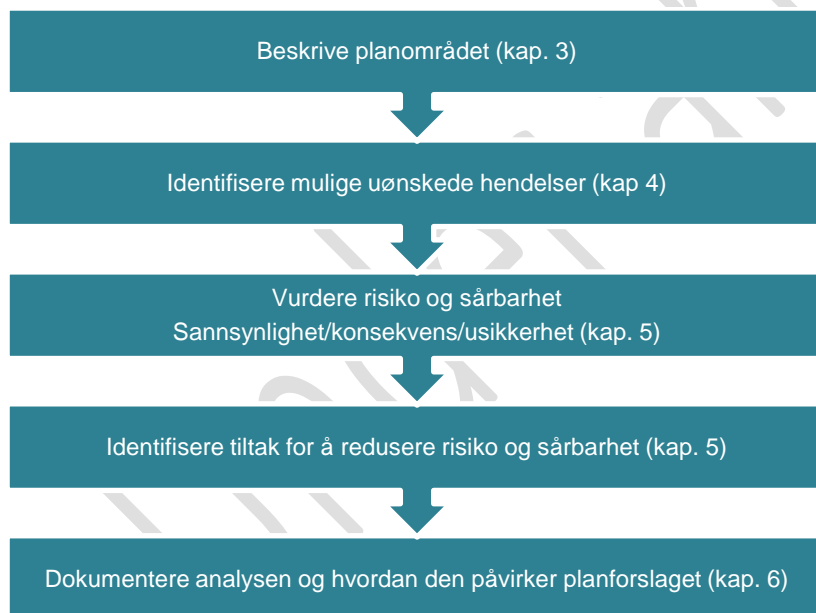 Beskrive planområdet (kap. 3)
Identifisere mulige uønskede hendelser (kap 4)
Vurdere risiko og sårbarhet
Sannsynlighet/konsekvens/usikkerhet (kap. 5)
Identifisere tiltak for å redusere risiko og sårbarhet (kap. 5)
Dokumentere analysen og hvordan den påvirker planforslaget (kap. 6)